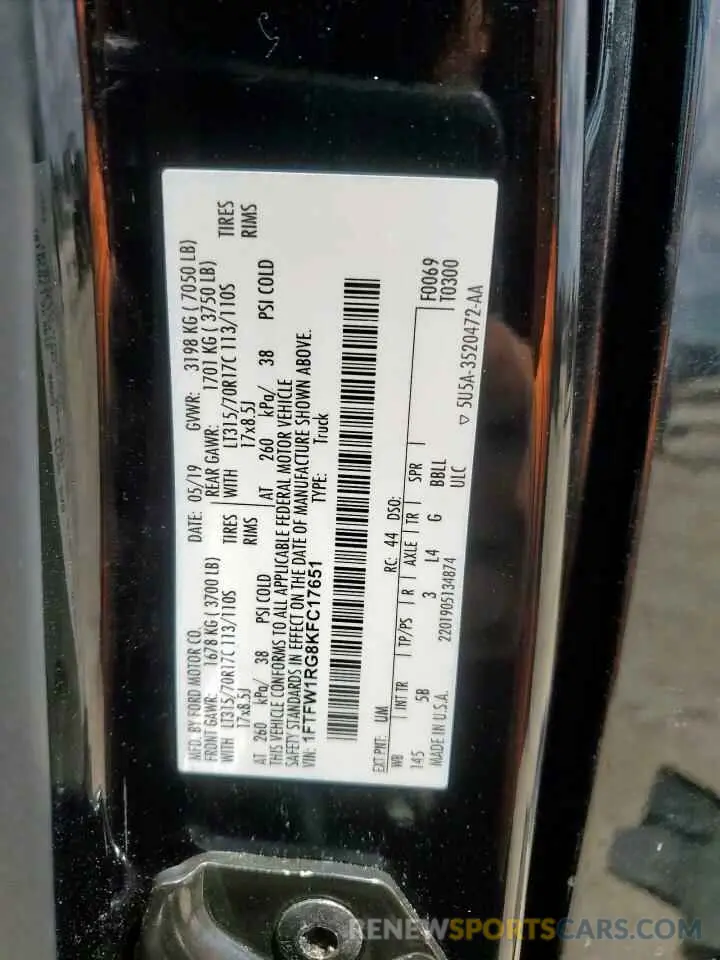 MFD. BY FORD MOTOR CO.
DATE: 05/19
GVWR: 3198 KG ( 7050 LB)
FRONT GAWR: 1678 KG ( 3700 LB)
REAR GAWR: 1701 KG ( 3750 LB)
WITH LT315/70R17C 113/110S TIRES
WITH LT315/70R17C 113/110S TIRES
17x8.5J RIMS
17x8.5J RIMS
AT 260 kPa/ 38 PSI COLD
AT 260 kPa/ 38 PSI COLD
THIS VEHICLE CONFORMS TO ALL APPLICABLE FEDERAL MOTOR VEHICLE
SAFETY STANDARDS IN EFFECT ON THE DATE OF MANUFACTURE SHOWN ABOVE.
VIN: 1FTFW1RG8KFC17651
TYPE: Truck
F0069
T0300
EXT PNT: UM RC: 44 DSO:
WB INT TR TP/PS R AXLE TR SPR
145 5B 3 L4 G BBLL
MADE IN U.S.A. 2201905134874 ULC
5U5A-3520472-AA
RENEWSPORTSCARS.COM